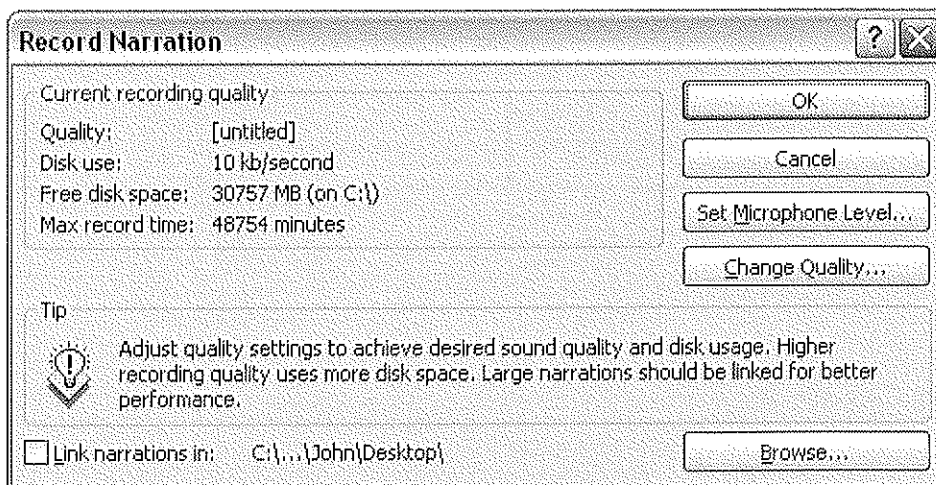 Record Narration
Current recording quality
Quality: [untitled]
Disk use: 10 kb/second
Free disk space: 30757 MB (on C:\)
Max record time: 48754 minutes
OK
Cancel
Set Microphone Level...
Change Quality...
Tip
Adjust quality settings to achieve desired sound quality and disk usage. Higher
recording quality uses more disk space. Large narrations should be linked for better
performance.
Link narrations in: C:\...\John\Desktop\
Browse...